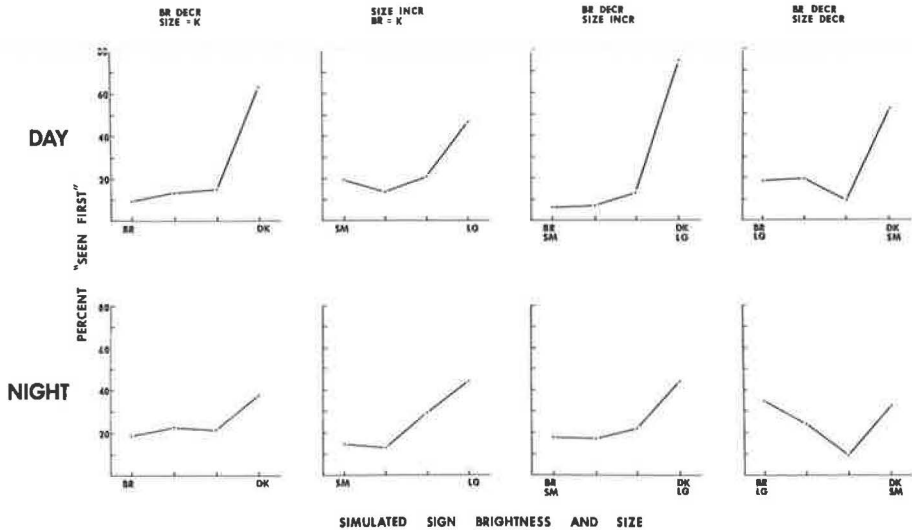 BR DECR
SIZE = K
SIZE INCR
BR = K
BR DECR
SIZE INCR
BR DECR
SIZE DECR
DAY
80
60
40
20
BR
DK
SM
LG
BR
SM
DK
LG
BR
LG
DK
SM
PERCENT "SEEN FIRST"
NIGHT
80
60
40
20
BR
DK
SM
LG
BR
SM
DK
LG
BR
LG
DK
SM
SIMULATED SIGN BRIGHTNESS AND SIZE